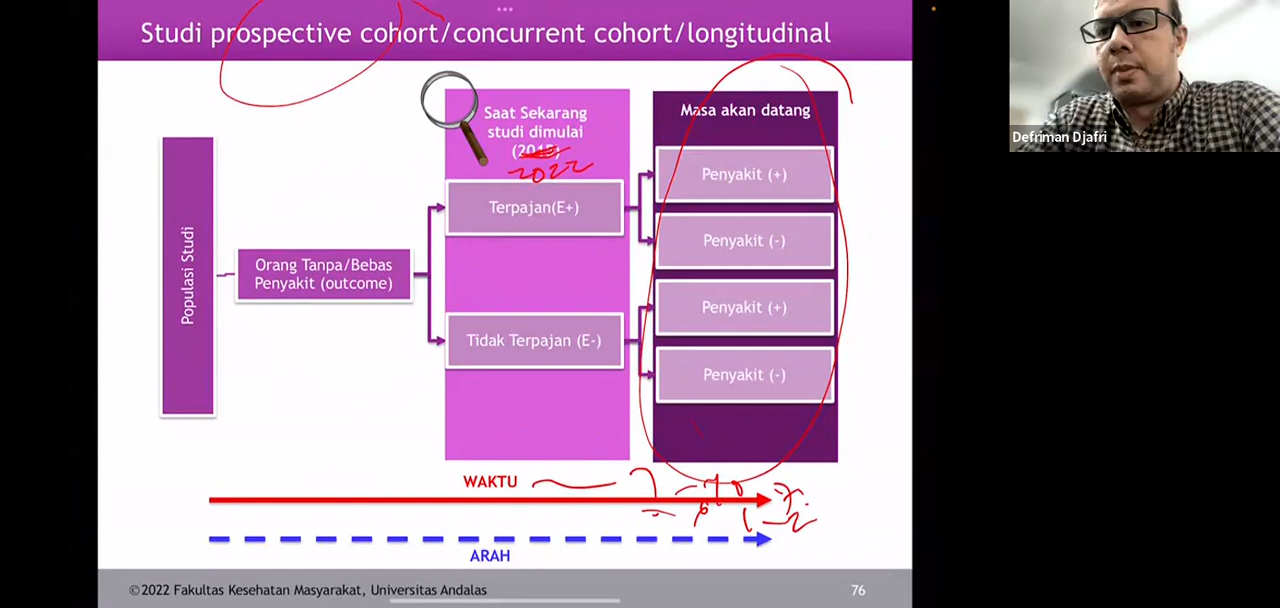 Studi prospective cohort/concurrent cohort/longitudinal
Populasi Studi
Orang Tanpa/Bebas
Penyakit (outcome)
Saat Sekarang
studi dimulai
(2015)
2022
Terpajan(E+)
Tidak Terpajan (E-)
Masa akan datang
Penyakit (+)
Penyakit (-)
Penyakit (+)
Penyakit (-)
WAKTU
ARAH
©2022 Fakultas Kesehatan Masyarakat, Universitas Andalas
76
Defriman Djafri